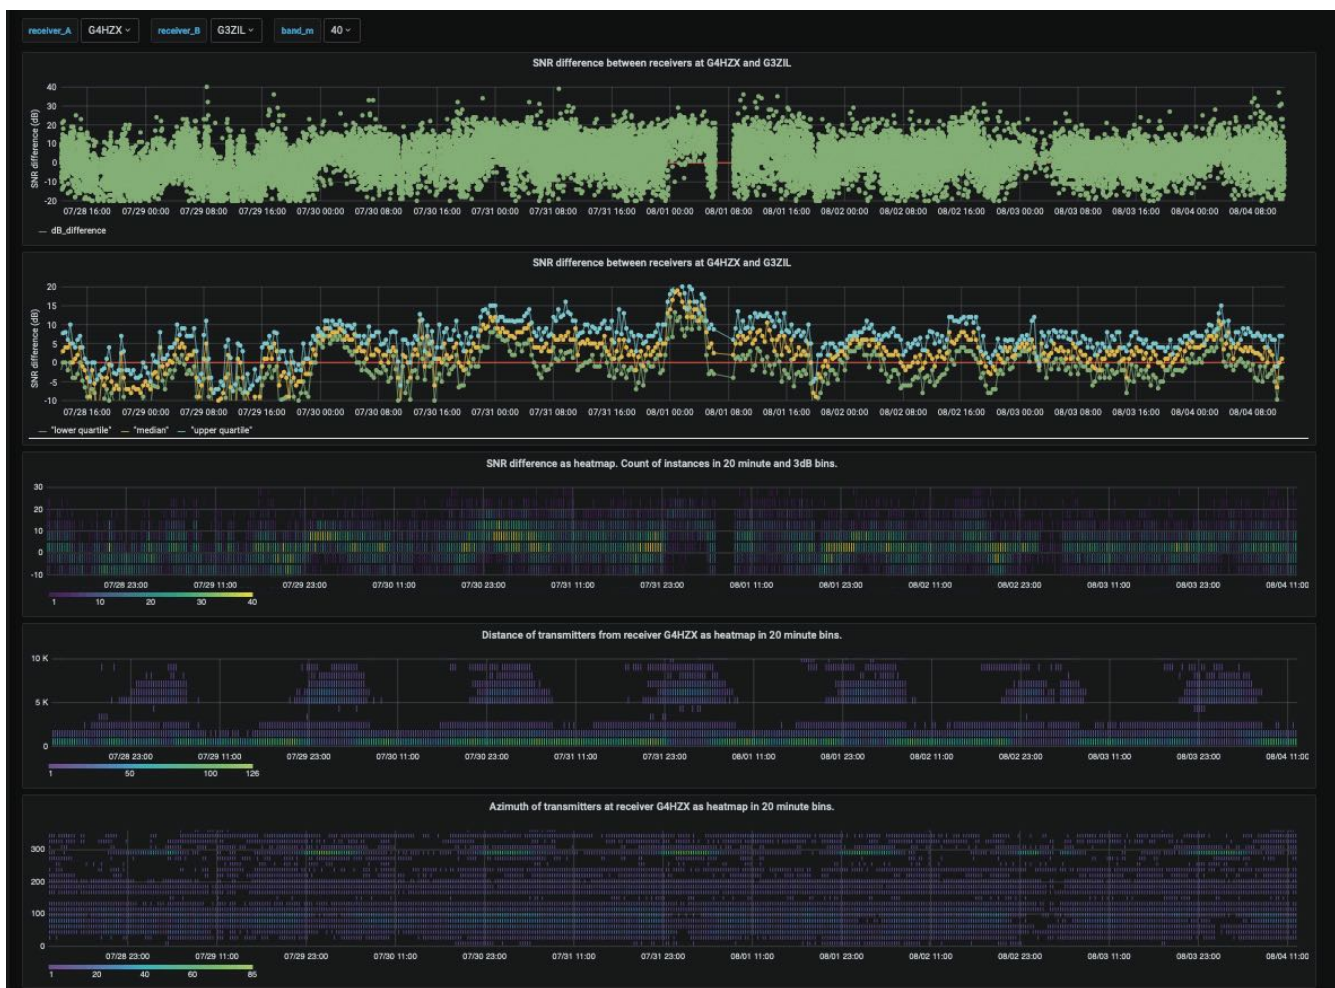 receiver_A G4HZX receiver_B G3ZIL band_m 40
SNR difference between receivers at G4HZX and G3ZIL
SNR difference (dB)
40
30
20
10
0
-10
-20
07/28 16:00 07/29 00:00 07/29 08:00 07/29 16:00 07/30 00:00 07/30 08:00 07/30 16:00 07/31 00:00 07/31 08:00 07/31 16:00 08/01 00:00 08/01 08:00 08/01 16:00 08/02 00:00 08/02 08:00 08/02 16:00 08/03 00:00 08/03 08:00 08/03 16:00 08/04 00:00 08/04 08:00
dB_difference
SNR difference between receivers at G4HZX and G3ZIL
SNR difference (dB)
20
15
10
5
0
-5
-10
07/28 16:00 07/29 00:00 07/29 08:00 07/29 16:00 07/30 00:00 07/30 08:00 07/30 16:00 07/31 00:00 07/31 08:00 07/31 16:00 08/01 00:00 08/01 08:00 08/01 16:00 08/02 00:00 08/02 08:00 08/02 16:00 08/03 00:00 08/03 08:00 08/03 16:00 08/04 00:00 08/04 08:00
"lower quartile" "median" "upper quartile"
SNR difference as heatmap. Count of instances in 20 minute and 3dB bins.
30
20
10
0
-10
07/28 23:00 07/29 11:00 07/29 23:00 07/30 11:00 07/30 23:00 07/31 11:00 07/31 23:00 08/01 11:00 08/01 23:00 08/02 11:00 08/02 23:00 08/03 11:00 08/03 23:00 08/04 11:00
1 10 20 30 40
Distance of transmitters from receiver G4HZX as heatmap in 20 minute bins.
10 K
5 K
0
07/28 23:00 07/29 11:00 07/29 23:00 07/30 11:00 07/30 23:00 07/31 11:00 07/31 23:00 08/01 11:00 08/01 23:00 08/02 11:00 08/02 23:00 08/03 11:00 08/03 23:00 08/04 11:00
1 50 100 126
Azimuth of transmitters at receiver G4HZX as heatmap in 20 minute bins.
300
200
100
0
07/28 23:00 07/29 11:00 07/29 23:00 07/30 11:00 07/30 23:00 07/31 11:00 07/31 23:00 08/01 11:00 08/01 23:00 08/02 11:00 08/02 23:00 08/03 11:00 08/03 23:00 08/04 11:00
1 20 40 60 85